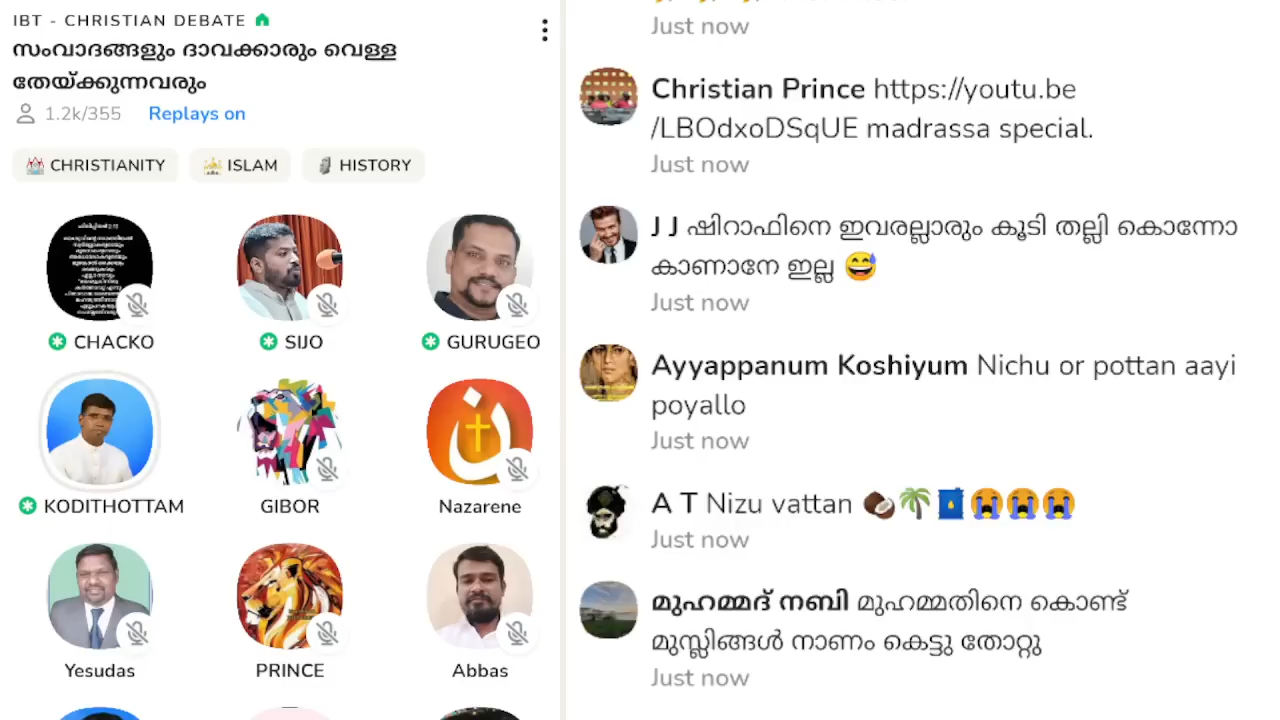 IBT - CHRISTIAN DEBATE
സംവാദങ്ങളും ദാവക്കാരും വെള്ള
തേയ്ക്കുന്നവരും
1.2k/355 Replays on
CHRISTIANITY ISLAM HISTORY
CHACKO SIJO GURUGEO
KODITHOTTAM GIBOR Nazarene
Yesudas PRINCE Abbas
Just now
Christian Prince https://youtu.be
/LBOdxoDSqUE madrassa special.
Just now
J J ഷിറാഫിനെ ഇവരല്ലാരും കൂടി തല്ലി കൊന്നോ
കാണാനേ ഇല്ല 😅
Just now
Ayyappanum Koshiyum Nichu or pottan aayi
poyallo
Just now
A T Nizu vattan 🥥🌴🛢️😭😭😭
Just now
മുഹമ്മദ് നബി മുഹമ്മതിനെ കൊണ്ട്
മുസ്ലിങ്ങൾ നാണം കെട്ടു തോറ്റു
Just now